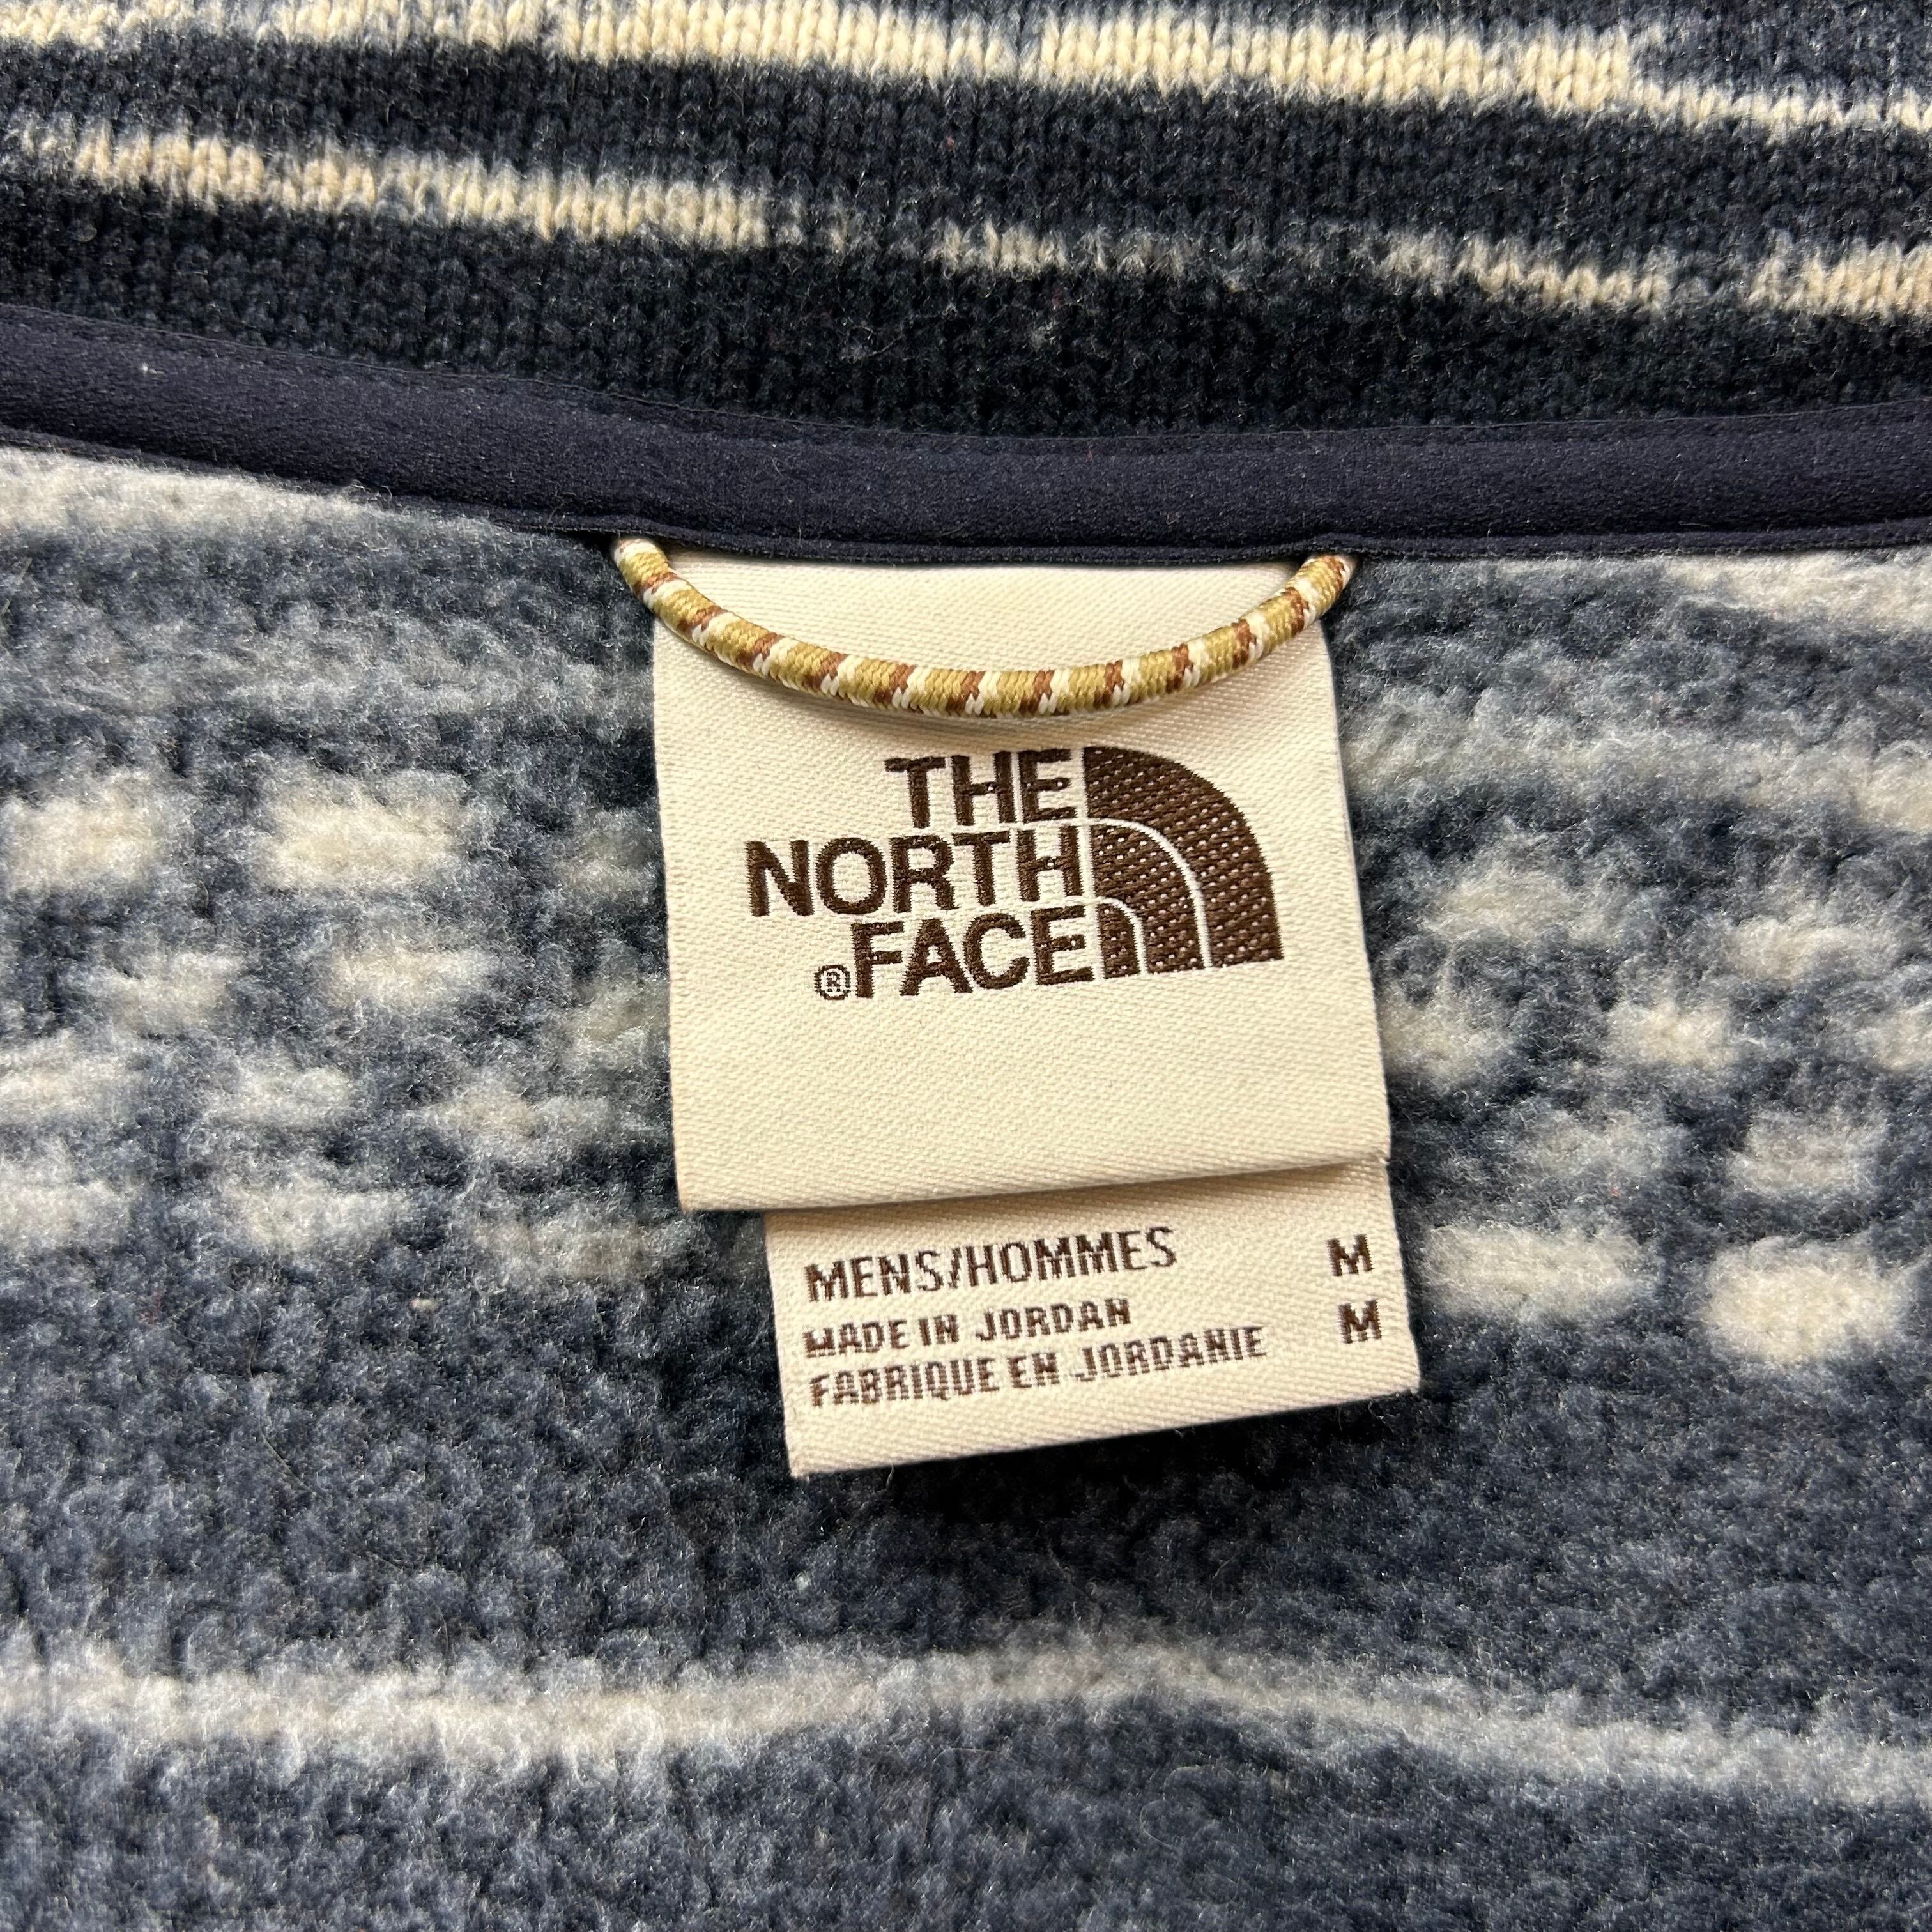 THE
NORTH
®FACE
MENS/HOMMES M
MADE IN JORDAN M
FABRIQUE EN JORDANIE